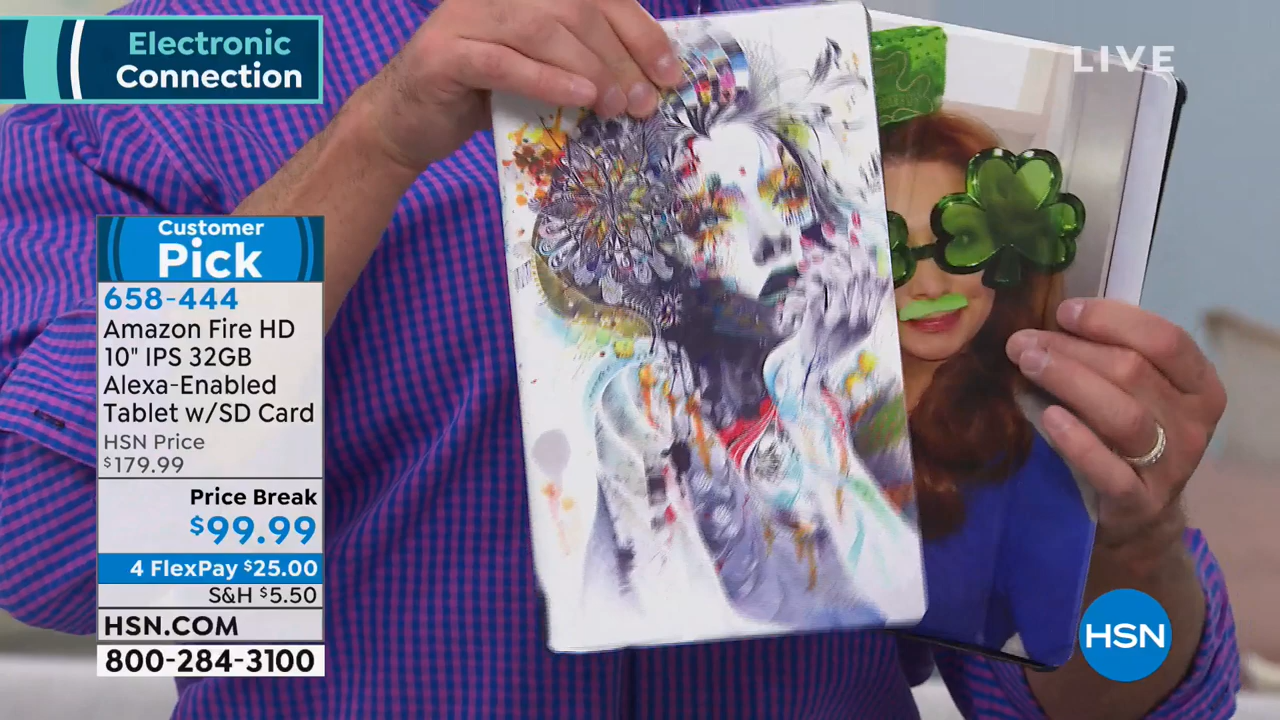 Electronic
Connection
LIVE
Customer
Pick
658-444
Amazon Fire HD
10" IPS 32GB
Alexa-Enabled
Tablet w/SD Card
HSN Price
$179.99
Price Break
$99.99
4 FlexPay $25.00
S&H $5.50
HSN.COM
800-284-3100
HSN